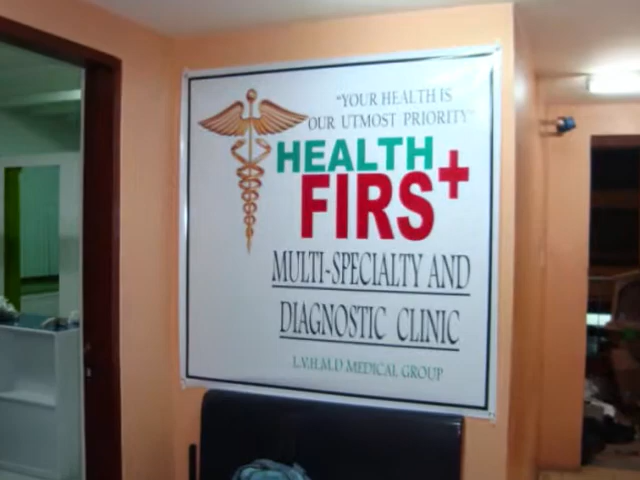 "YOUR HEALTH IS
OUR UTMOST PRIORITY"
HEALTH
FIRS+
MULTI-SPECIALTY AND
DIAGNOSTIC CLINIC
L.V.H.M.D MEDICAL GROUP